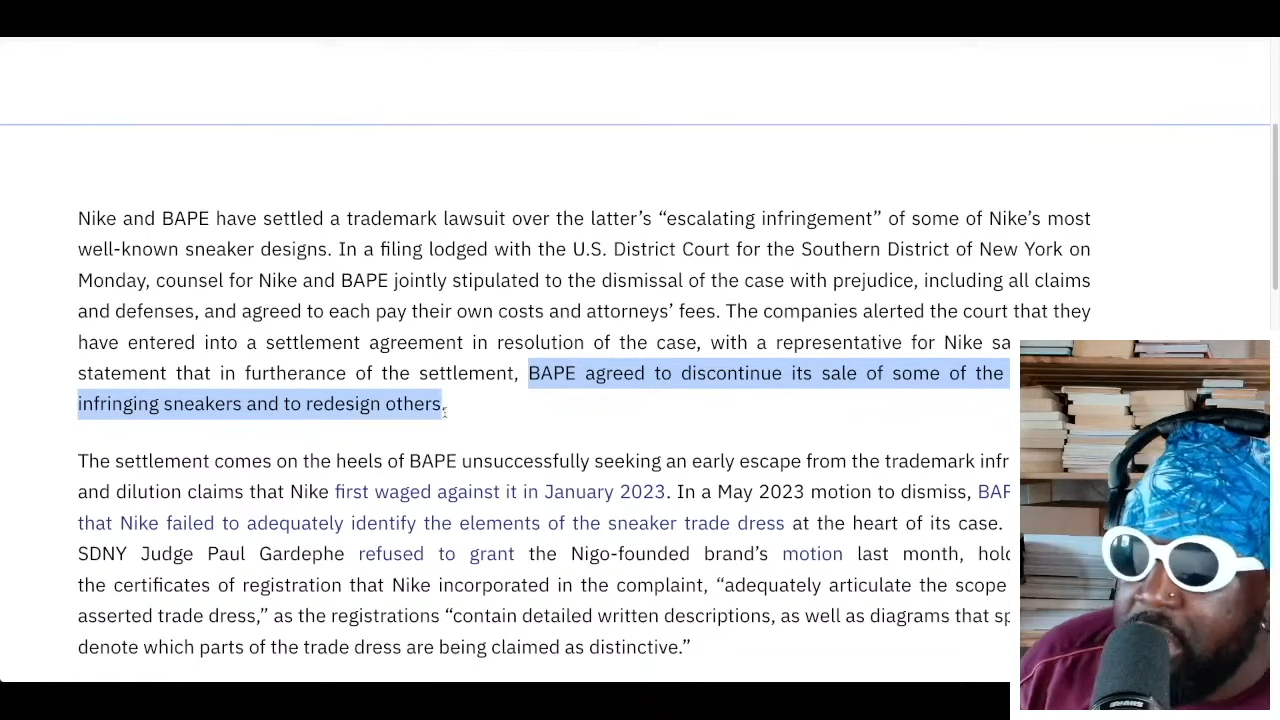 Nike and BAPE have settled a trademark lawsuit over the latter’s “escalating infringement” of some of Nike’s most
well-known sneaker designs. In a filing lodged with the U.S. District Court for the Southern District of New York on
Monday, counsel for Nike and BAPE jointly stipulated to the dismissal of the case with prejudice, including all claims
and defenses, and agreed to each pay their own costs and attorneys’ fees. The companies alerted the court that they
have entered into a settlement agreement in resolution of the case, with a representative for Nike sa
statement that in furtherance of the settlement, BAPE agreed to discontinue its sale of some of the
infringing sneakers and to redesign others.
The settlement comes on the heels of BAPE unsuccessfully seeking an early escape from the trademark infr
and dilution claims that Nike first waged against it in January 2023. In a May 2023 motion to dismiss, BAP
that Nike failed to adequately identify the elements of the sneaker trade dress at the heart of its case.
SDNY Judge Paul Gardephe refused to grant the Nigo-founded brand’s motion last month, hold
the certificates of registration that Nike incorporated in the complaint, “adequately articulate the scope
asserted trade dress,” as the registrations “contain detailed written descriptions, as well as diagrams that sp
denote which parts of the trade dress are being claimed as distinctive.”